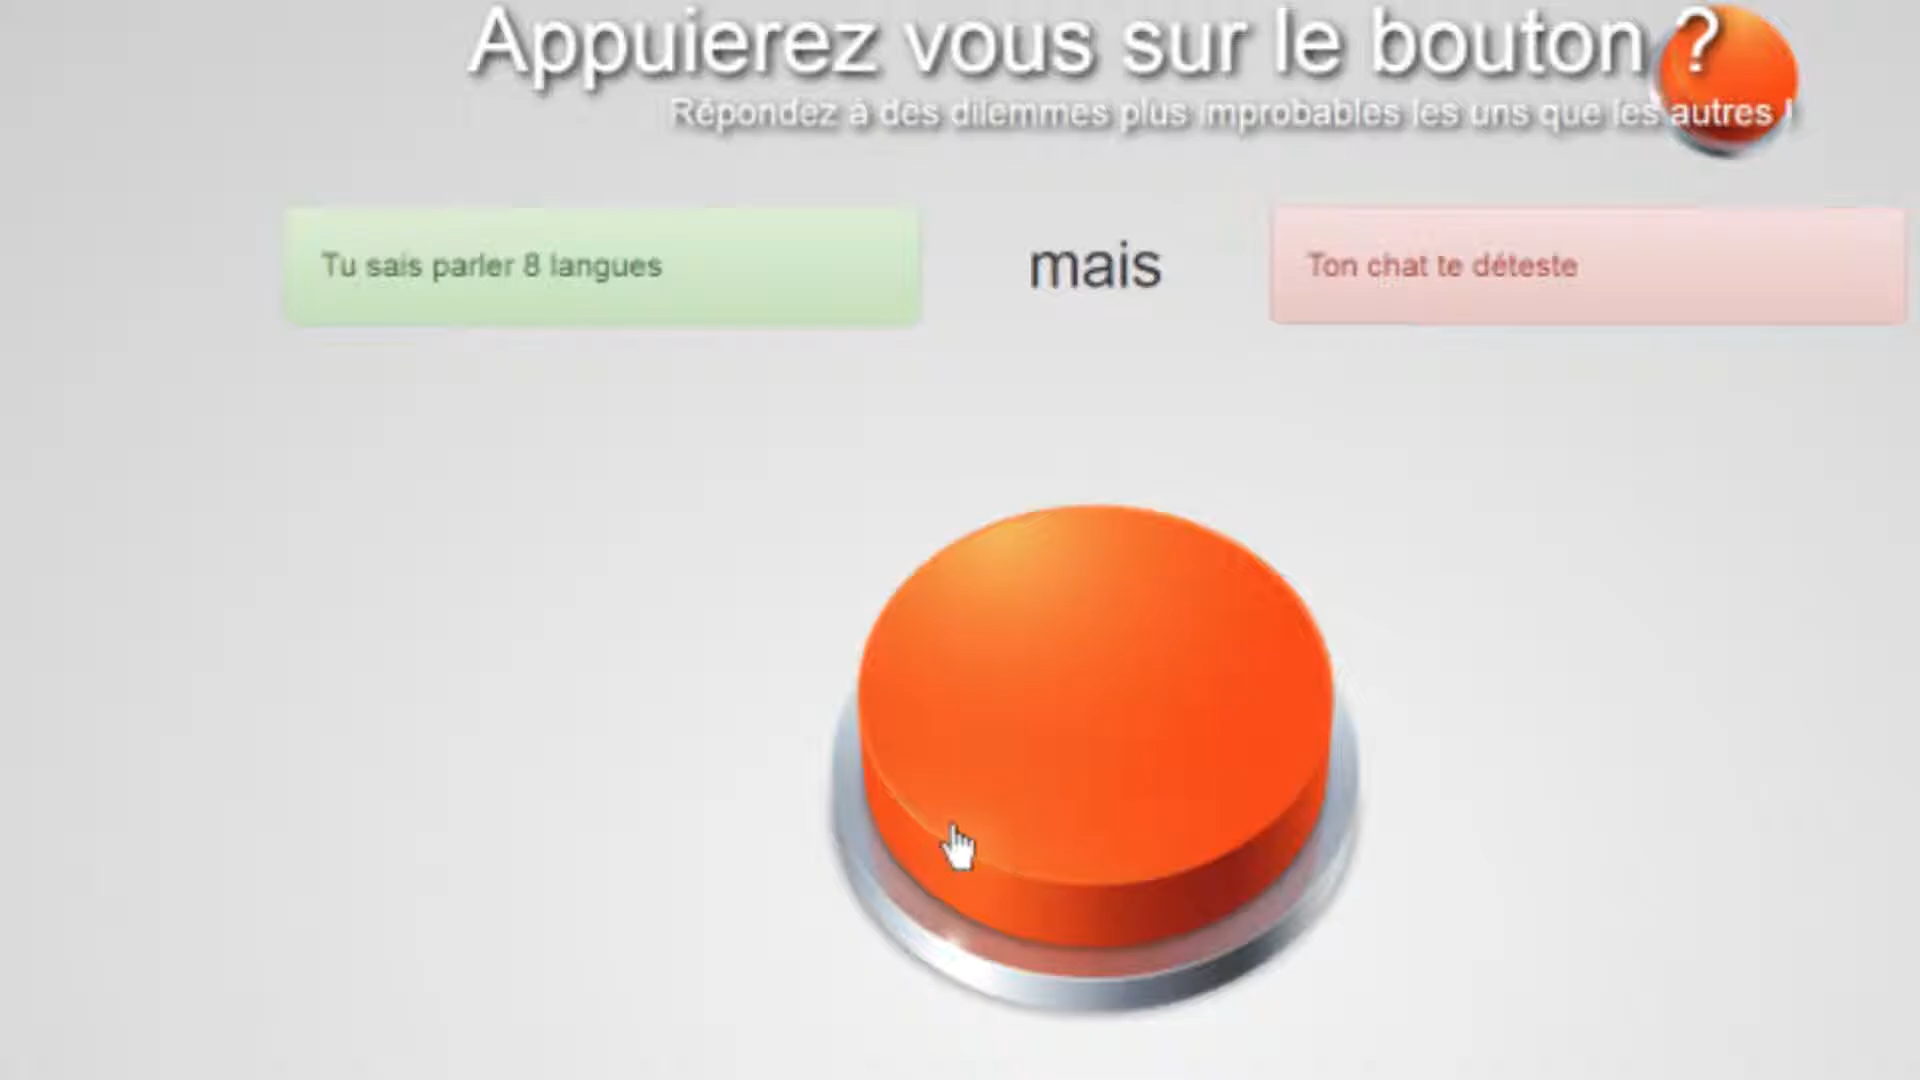 Appuierez vous sur le bouton ?
Répondez à des dilemmes plus improbables les uns que les autres !
Tu sais parler 8 langues
mais
Ton chat te déteste